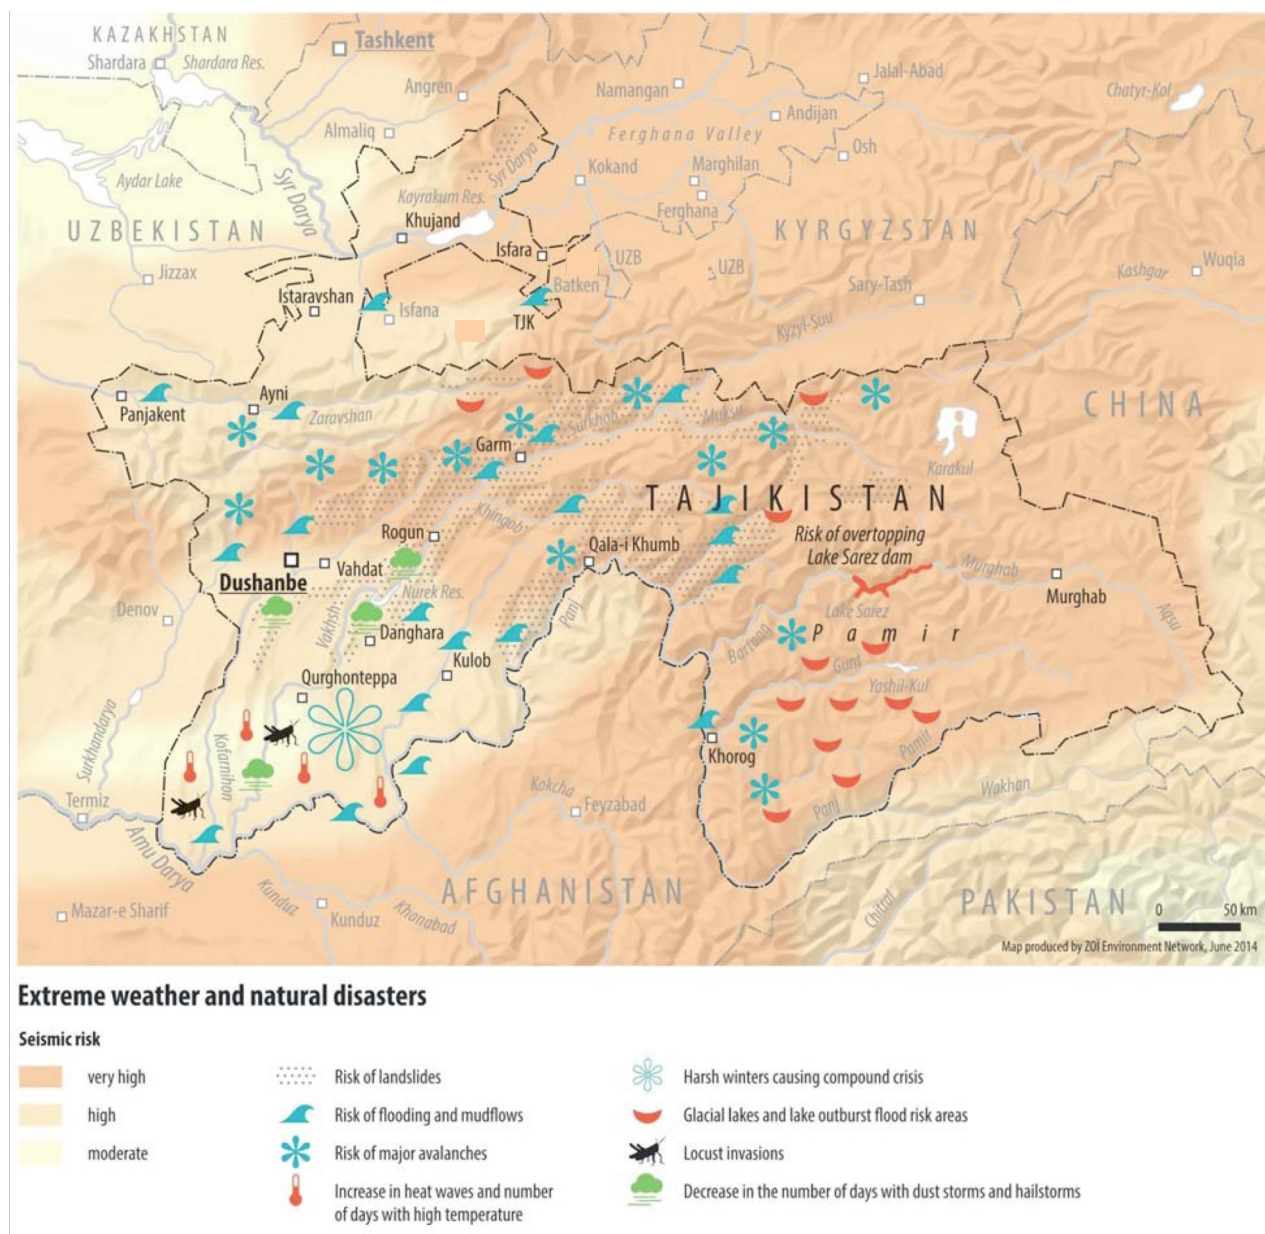 KAZAKHSTAN
Tashkent
Shardara
Shardara Res.
Jalal-Abad
Angren
Namangan
Chatyr-Kol
Andijan
Almaliq
Ferghana Valley
Osh
Syr Darya
Kokand
Marghilan
Aydar Lake
Syr Darya
Kayrakum Res.
Ferghana
Khujand
UZBEKISTAN
KYRGYZSTAN
Isfara
UZB
UZB
Wuqia
Jizzax
Kashgar
Batken
Sary-Tash
Istaravshan
Isfana
TJK
Kyzyl-Suu
Ayni
CHINA
Panjakent
Zaravshan
Surkhob
Muksu
Garm
Karakul
TAJIKISTAN
Khingob
Rogun
Risk of overtopping
Lake Sarez dam
Qala-i Khumb
Vahdat
Murghab
Dushanbe
Nurek Res.
Murghab
Denov
Vakhsh
Panj
Lake Sarez
Aqsu
Danghara
Bartang
Pamir
Kulob
Gunt
Qurghonteppa
Yashil-Kul
Surkhandarya
Kofarnihon
Khorog
Pamir
Kokcha
Wakhan
Termiz
Feyzabad
Panj
Amu Darya
AFGHANISTAN
PAKISTAN
Mazar-e Sharif
Kunduz
Kunduz
Khanabad
Chitral
0 50 km
Map produced by ZOÏ Environment Network, June 2014
Extreme weather and natural disasters
Seismic risk
very high
high
moderate
Risk of landslides
Risk of flooding and mudflows
Risk of major avalanches
Increase in heat waves and number
of days with high temperature
Harsh winters causing compound crisis
Glacial lakes and lake outburst flood risk areas
Locust invasions
Decrease in the number of days with dust storms and hailstorms